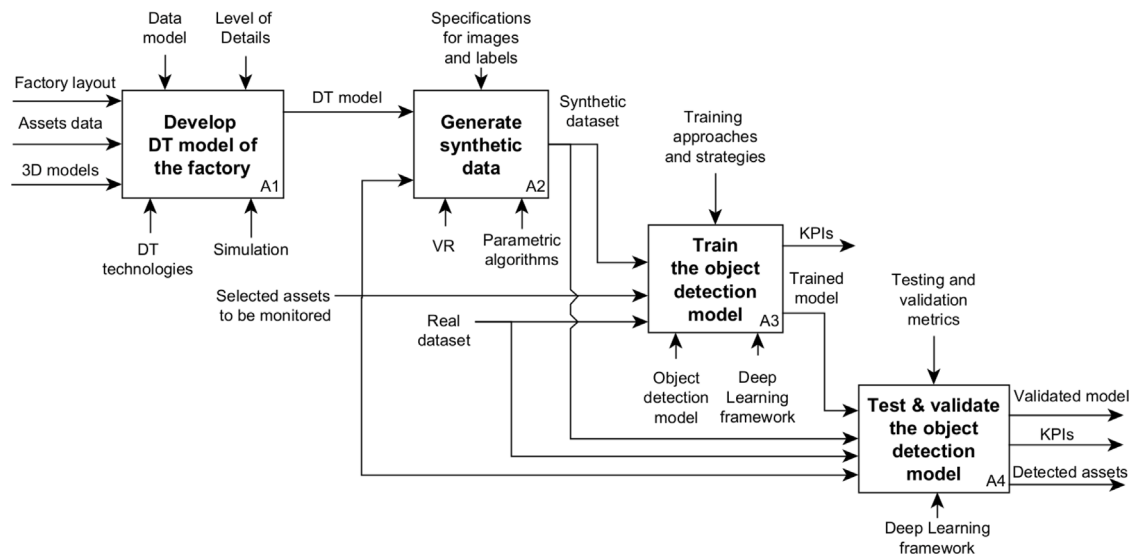 Data
model
Level of
Details
Specifications
for images
and labels
Factory layout
Assets data
3D models
Develop
DT model of
the factory
A1
DT
technologies
Simulation
DT model
Generate
synthetic
data
A2
VR
Parametric
algorithms
Synthetic
dataset
Training
approaches
and strategies
Selected assets
to be monitored
Real
dataset
Train
the object
detection
model
A3
KPIs
Trained
model
Object
detection
model
Deep
Learning
framework
Testing and
validation
metrics
Test & validate
the object
detection
model
A4
Validated model
KPIs
Detected assets
Deep Learning
framework